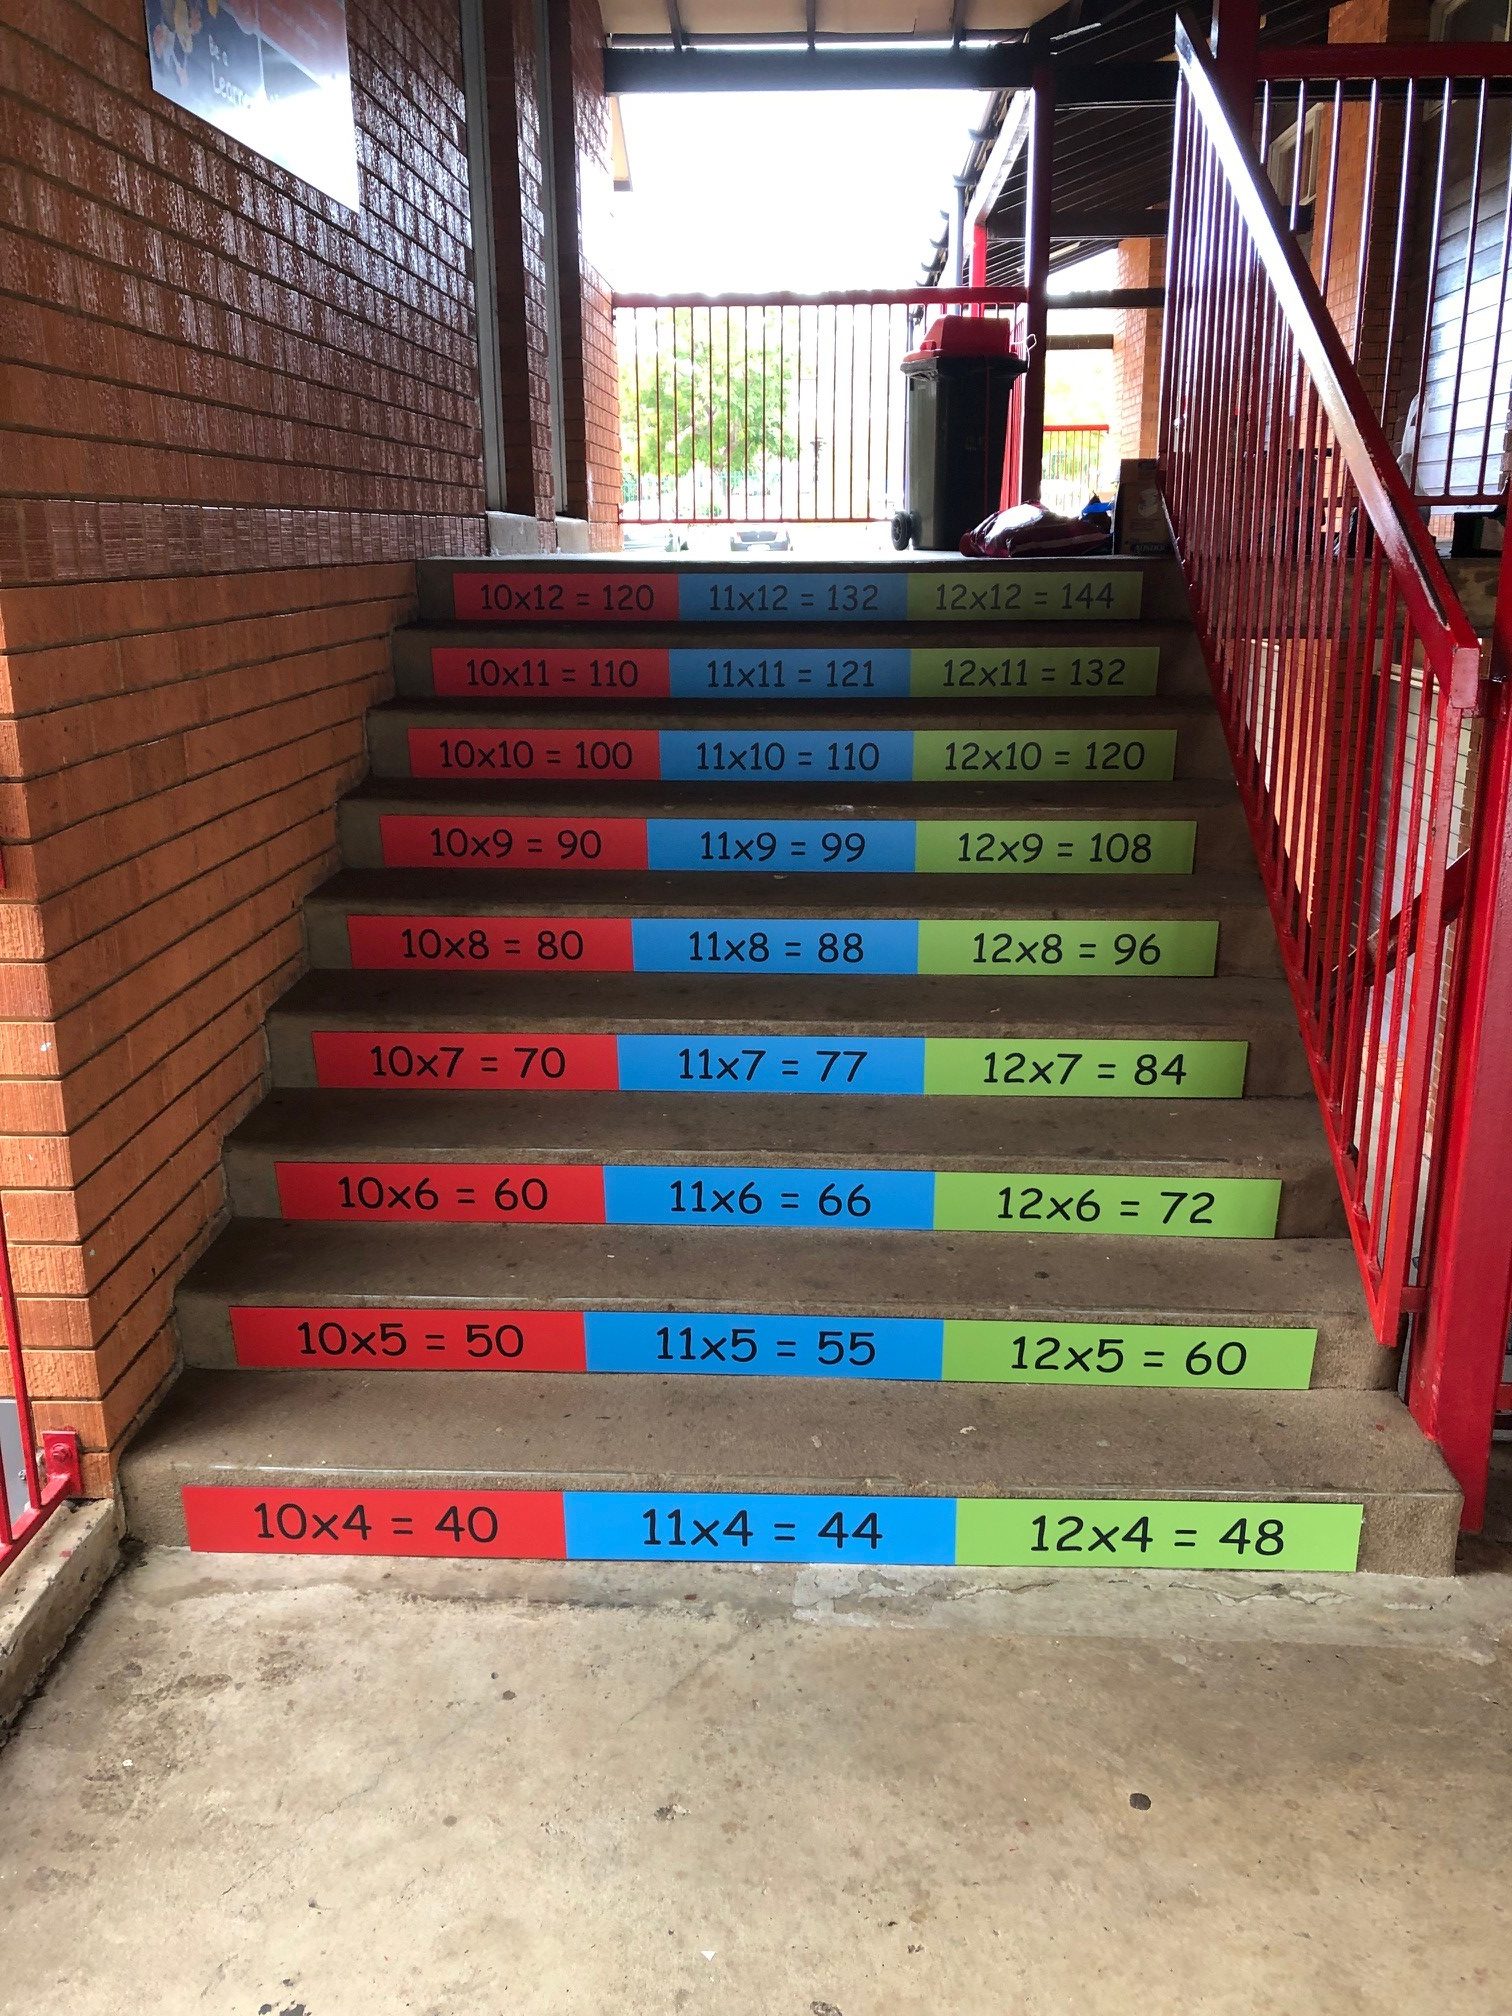 Be a
10x12 = 120 11x12 = 132 12x12 = 144
10x11 = 110 11x11 = 121 12x11 = 132
10x10 = 100 11x10 = 110 12x10 = 120
10x9 = 90 11x9 = 99 12x9 = 108
10x8 = 80 11x8 = 88 12x8 = 96
10x7 = 70 11x7 = 77 12x7 = 84
10x6 = 60 11x6 = 66 12x6 = 72
10x5 = 50 11x5 = 55 12x5 = 60
10x4 = 40 11x4 = 44 12x4 = 48